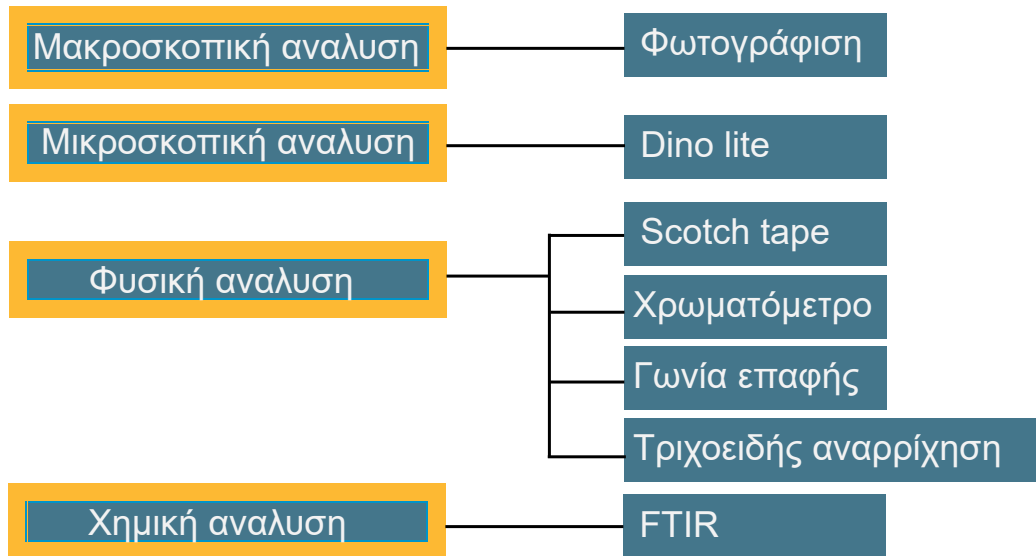 Μακροσκοπική αναλυση
Φωτογράφιση
Μικροσκοπική αναλυση
Dino lite
Φυσική αναλυση
Scotch tape
Χρωματόμετρο
Γωνία επαφής
Τριχοειδής αναρρίχηση
Χημική αναλυση
FTIR